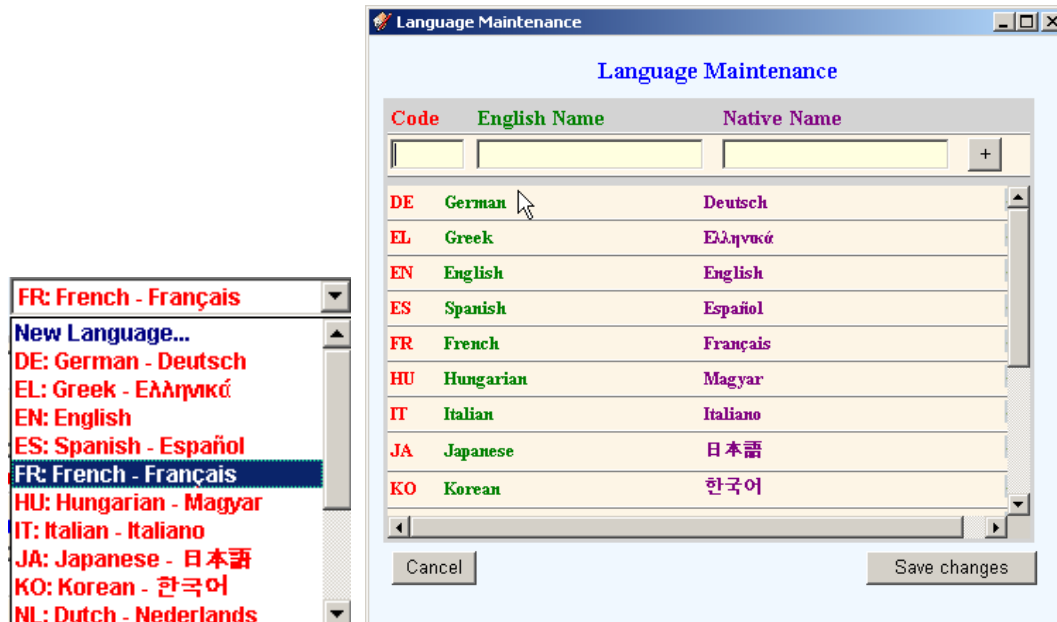 FR: French - Français
New Language...
DE: German - Deutsch
EL: Greek - Ελληνικά
EN: English
ES: Spanish - Español
FR: French - Français
HU: Hungarian - Magyar
IT: Italian - Italiano
JA: Japanese - 日本語
KO: Korean - 한국어
NL: Dutch - Nederlands
Language Maintenance
Language Maintenance
Code English Name Native Name
+
DE German Deutsch
EL Greek Ελληνικά
EN English English
ES Spanish Español
FR French Français
HU Hungarian Magyar
IT Italian Italiano
JA Japanese 日本語
KO Korean 한국어
Cancel Save changes